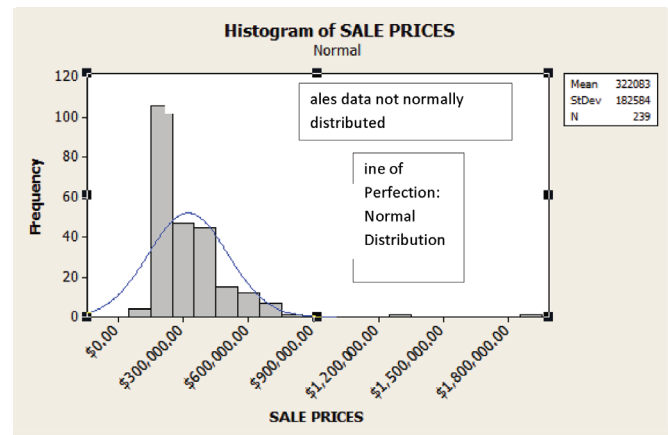 Histogram of SALE PRICES
Normal
Mean 322083
StDev 182584
N 239
ales data not normally
distributed
ine of
Perfection:
Normal
Distribution
Frequency
120
100
80
60
40
20
0
$0.00
$300,000.00
$600,000.00
$900,000.00
$1,200,000.00
$1,500,000.00
$1,800,000.00
SALE PRICES